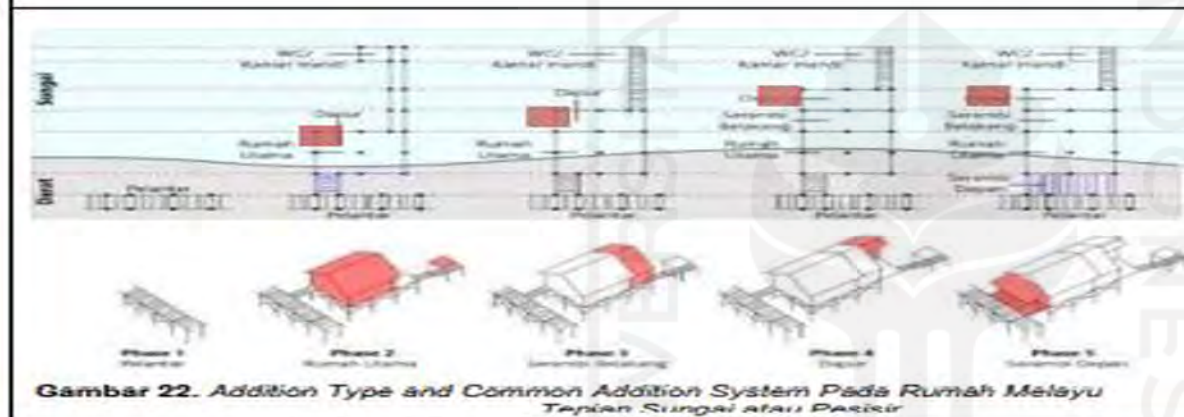 Sungai
WC/
Kamar mandi
Dapur
Rumah
Utama
WC/
Kamar mandi
Dapur
Rumah
Utama
WC/
Kamar mandi
Serambi
Belakang
Rumah
Utama
WC/
Kamar mandi
Serambi
Belakang
Rumah
Utama
Serambi
Depan
Darat
Pelantar
Pelantar
Pelantar
Pelantar
Pelantar
Phase 1
Pelantar
Phase 2
Rumah Utama
Phase 3
Serambi Belakang
Phase 4
Dapur
Phase 5
Serambi Depan
Gambar 22. Addition Type and Common Addition System Pada Rumah Melayu
Tepian Sungai atau Pesisir